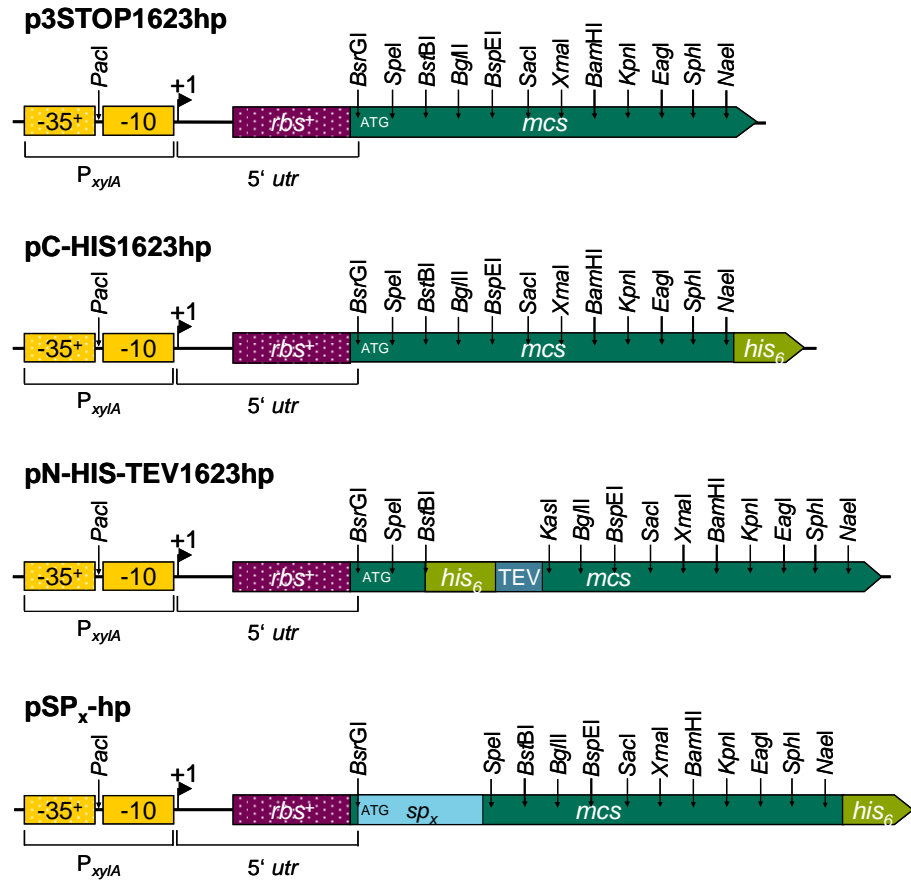 p3STOP1623hp
PacI
+1
BsrGI SpeI BstBI BglII BspEI SacI XmaI BamHI KpnI EagI SphI NaeI
-35⁺ -10 rbs⁺ ATG mcs
PxylA 5‘ utr
pC-HIS1623hp
PacI
+1
BsrGI SpeI BstBI BglII BspEI SacI XmaI BamHI KpnI EagI SphI NaeI
-35⁺ -10 rbs⁺ ATG mcs his₆
PxylA 5‘ utr
pN-HIS-TEV1623hp
PacI
+1
BsrGI SpeI BstBI KasI BglII BspEI SacI XmaI BamHI KpnI EagI SphI NaeI
-35⁺ -10 rbs⁺ ATG his₆ TEV mcs
PxylA 5‘ utr
pSPₓ-hp
PacI
+1
BsrGI SpeI BstBI BglII BspEI SacI XmaI BamHI KpnI EagI SphI NaeI
-35⁺ -10 rbs⁺ ATG spₓ mcs his₆
PxylA 5‘ utr